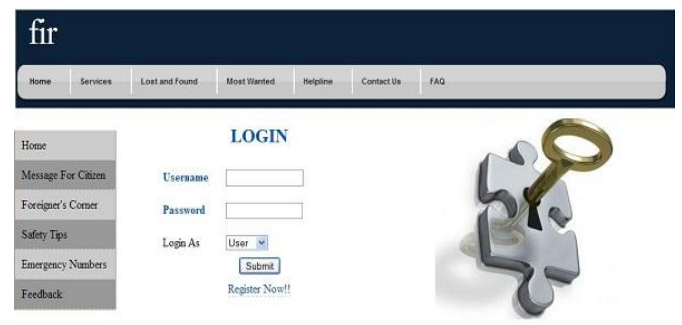 fir
Home Services Lost and Found Most Wanted Helpline Contact Us FAQ
Home
Message For Citizen
Foreigner's Corner
Safety Tips
Emergency Numbers
Feedback
LOGIN
Username
Password
Login As User
Submit
Register Now!!